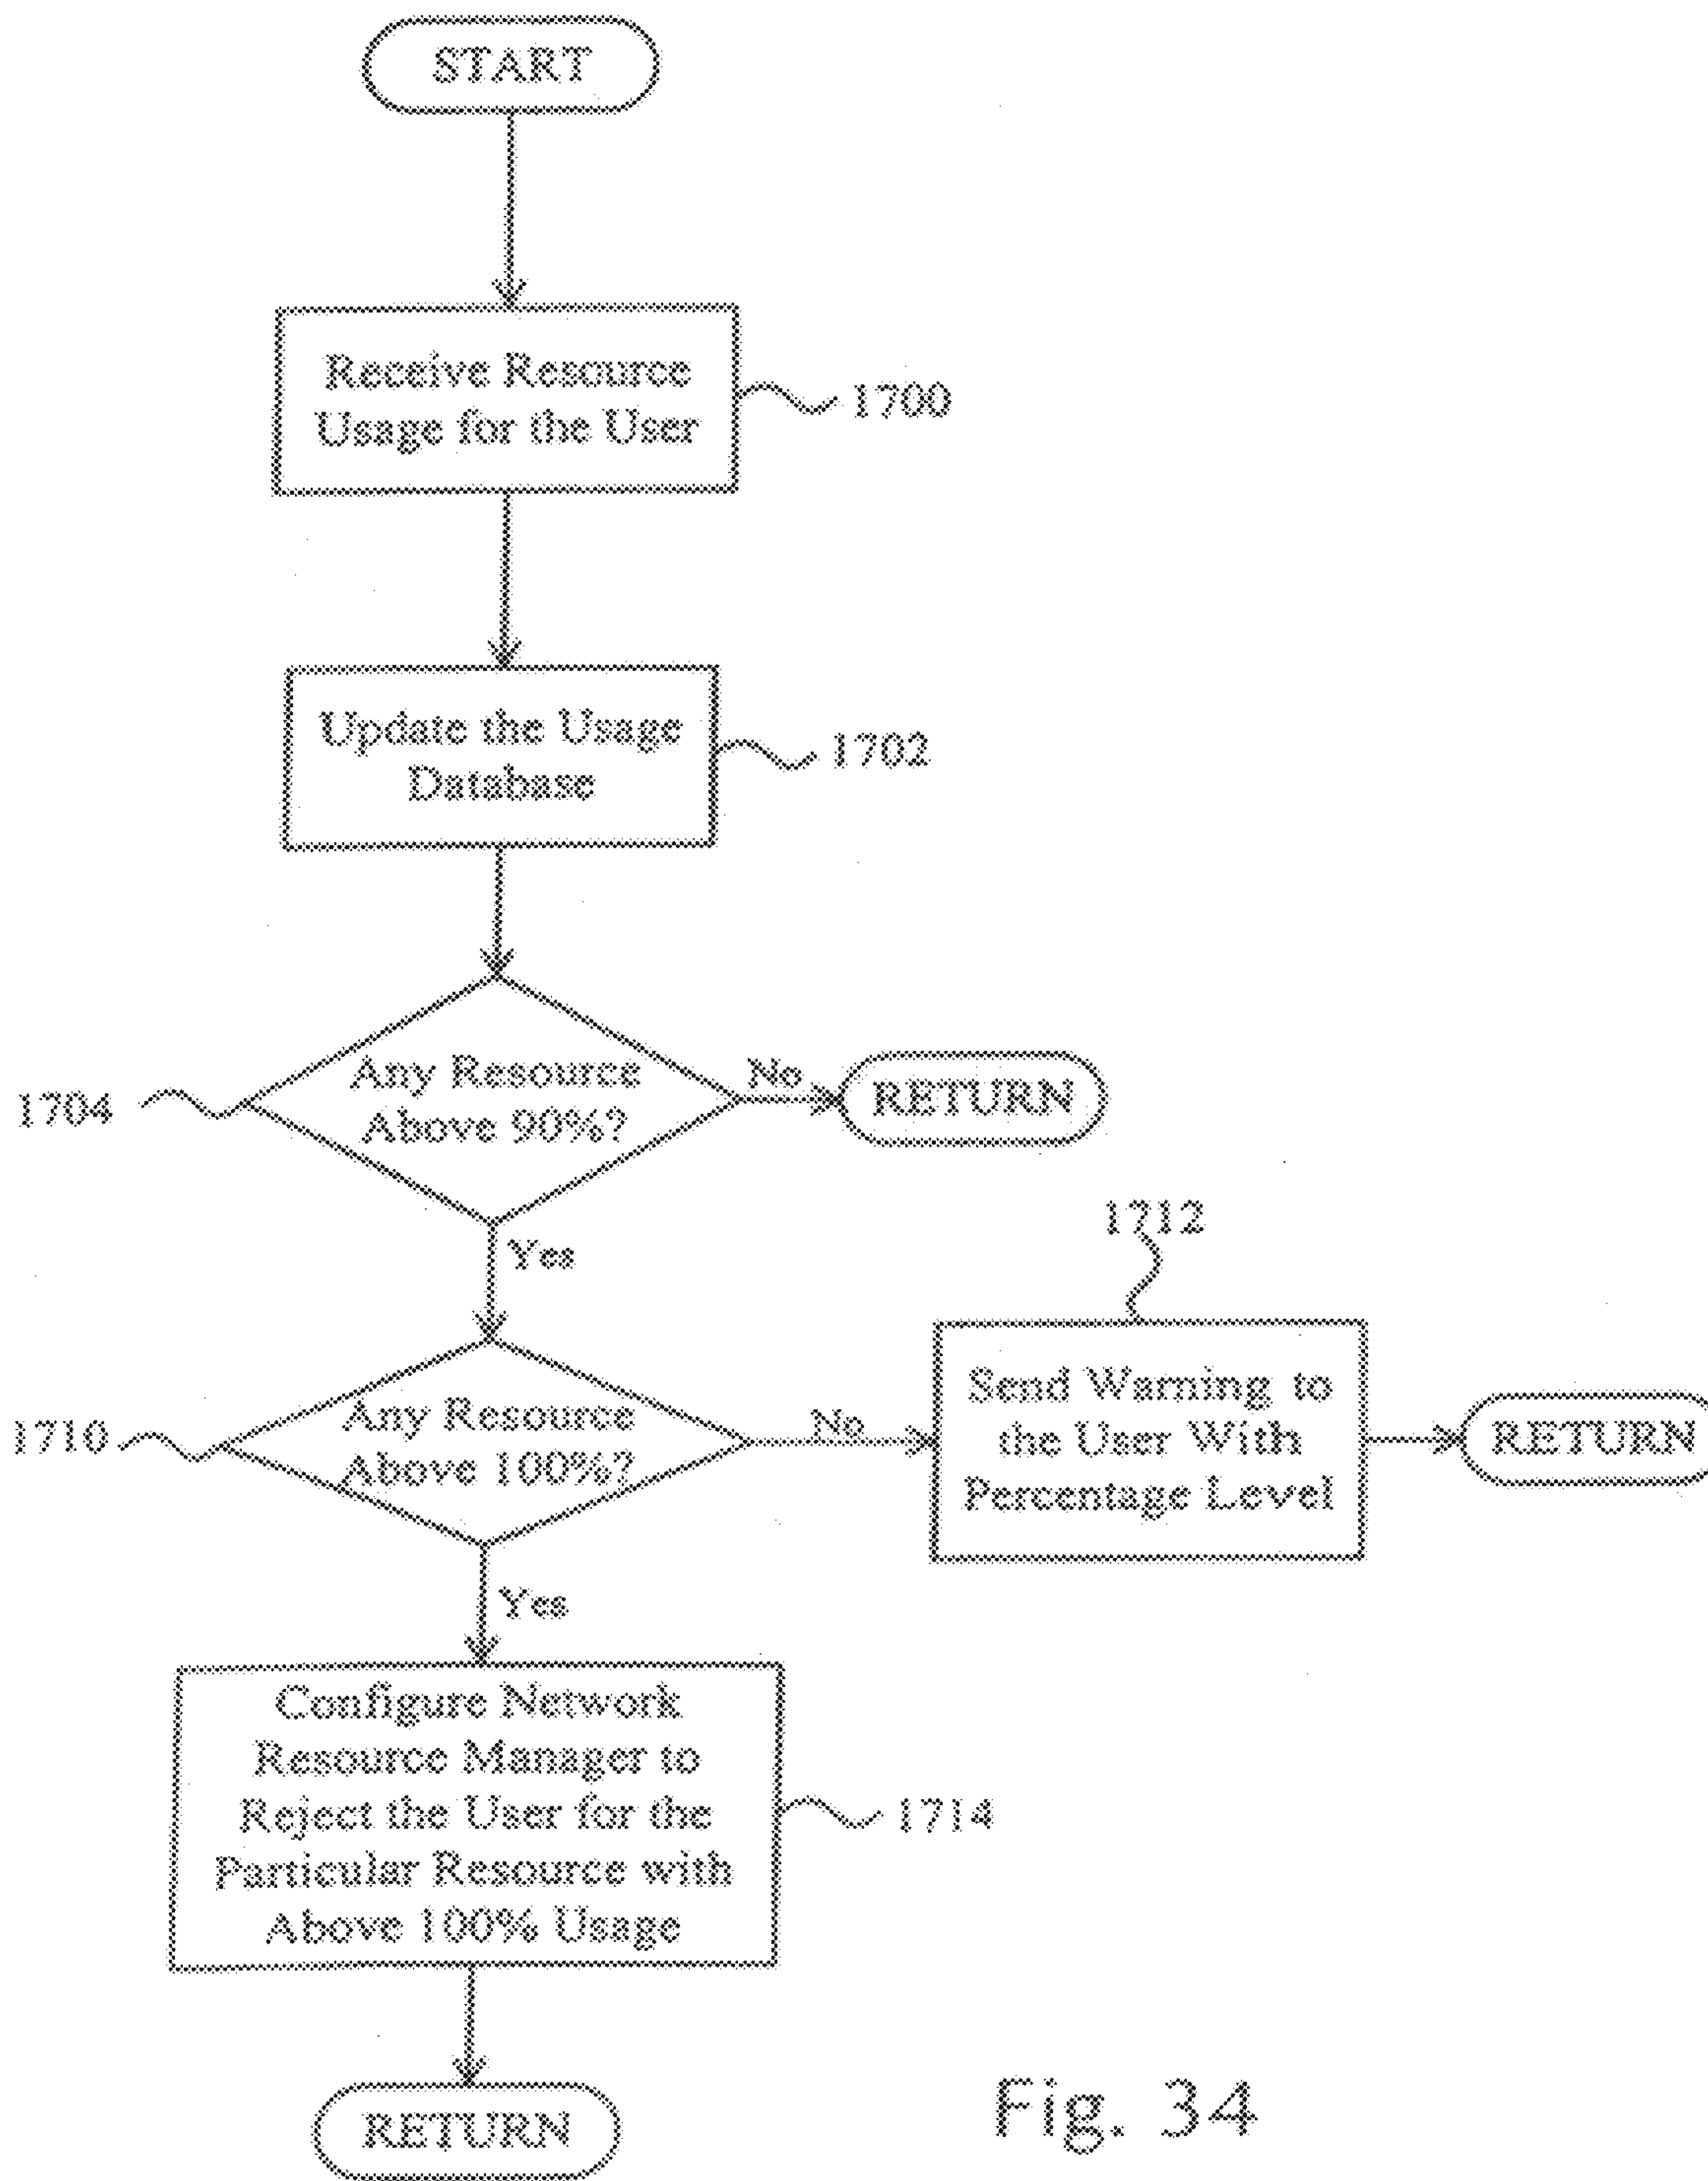 START
Receive Resource
Usage for the User
1700
Update the Usage
Database
1702
Any Resource
Above 90%?
1704
No
RETURN
Yes
Any Resource
Above 100%?
1710
No
1712
Send Warning to
the User With
Percentage Level
RETURN
Yes
Configure Network
Resource Manager to
Reject the User for the
Particular Resource with
Above 100% Usage
1714
RETURN
Fig. 34